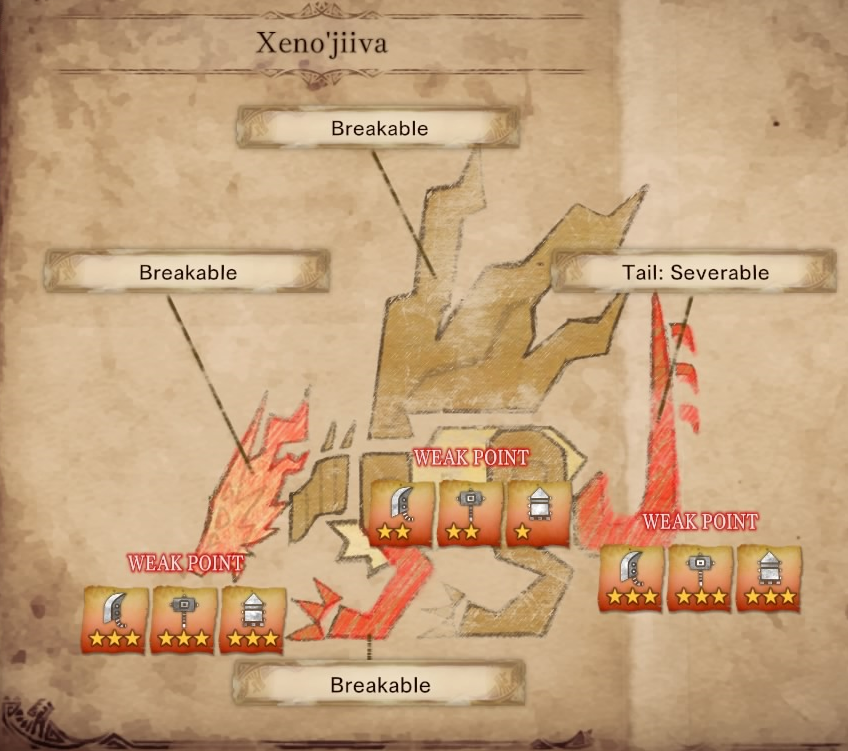 Xeno'jiiva
Breakable
Breakable
Tail: Severable
WEAK POINT
WEAK POINT
WEAK POINT
Breakable